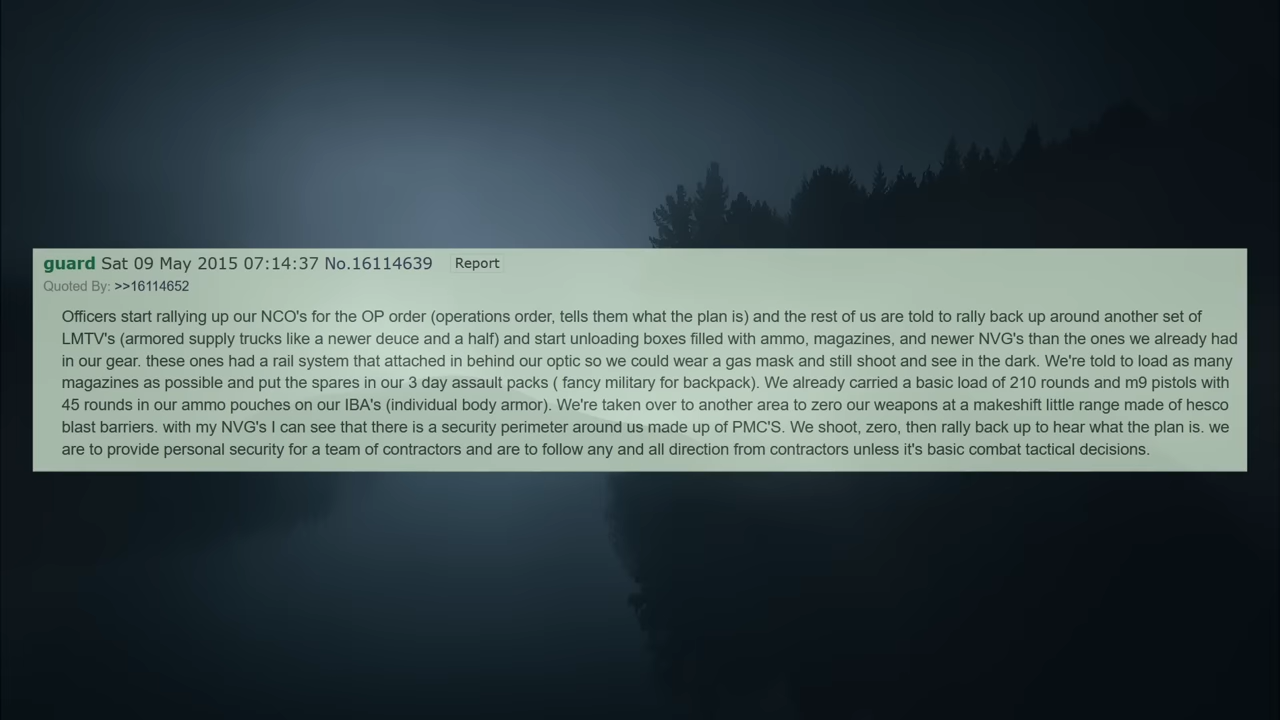 guard Sat 09 May 2015 07:14:37 No.16114639 Report
Quoted By: >>16114652
Officers start rallying up our NCO's for the OP order (operations order, tells them what the plan is) and the rest of us are told to rally back up around another set of
LMTV's (armored supply trucks like a newer deuce and a half) and start unloading boxes filled with ammo, magazines, and newer NVG's than the ones we already had
in our gear. these ones had a rail system that attached in behind our optic so we could wear a gas mask and still shoot and see in the dark. We're told to load as many
magazines as possible and put the spares in our 3 day assault packs ( fancy military for backpack). We already carried a basic load of 210 rounds and m9 pistols with
45 rounds in our ammo pouches on our IBA's (individual body armor). We're taken over to another area to zero our weapons at a makeshift little range made of hesco
blast barriers. with my NVG's I can see that there is a security perimeter around us made up of PMC'S. We shoot, zero, then rally back up to hear what the plan is. we
are to provide personal security for a team of contractors and are to follow any and all direction from contractors unless it's basic combat tactical decisions.